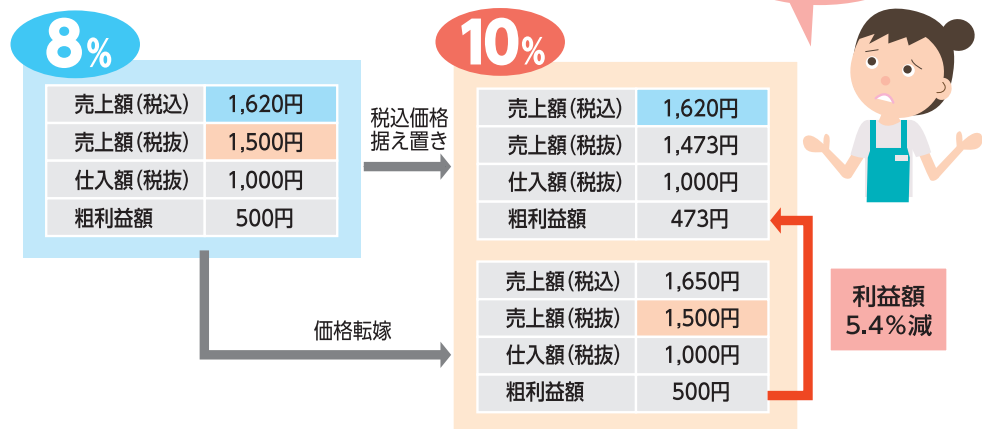 8%
売上額(税込) 1,620円
売上額(税抜) 1,500円
仕入額(税抜) 1,000円
粗利益額 500円
税込価格
据え置き
価格転嫁
10%
売上額(税込) 1,620円
売上額(税抜) 1,473円
仕入額(税抜) 1,000円
粗利益額 473円
売上額(税込) 1,650円
売上額(税抜) 1,500円
仕入額(税抜) 1,000円
粗利益額 500円
利益額
5.4%減